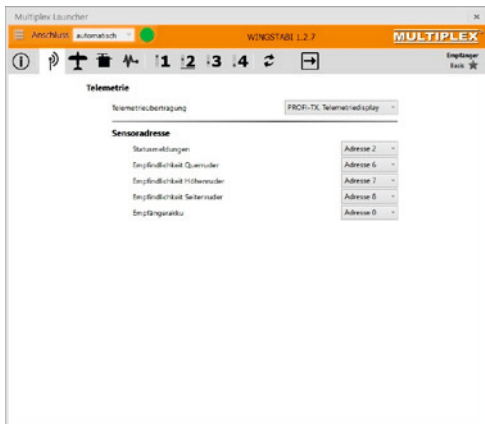 Multiplex Launcher
Anschluss automatisch WINGSTABI 1.2.7 MULTIPLEX
1 2 3 4 Empfänger
Basic
Telemetrie
Telemetrieübertragung PROFI-TX, Telemetriedisplay
Sensoradresse
Statusmeldungen Adresse 2
Empfindlichkeit Querruder Adresse 6
Empfindlichkeit Höhenruder Adresse 7
Empfindlichkeit Seitenruder Adresse 8
Empfängerakku Adresse 0